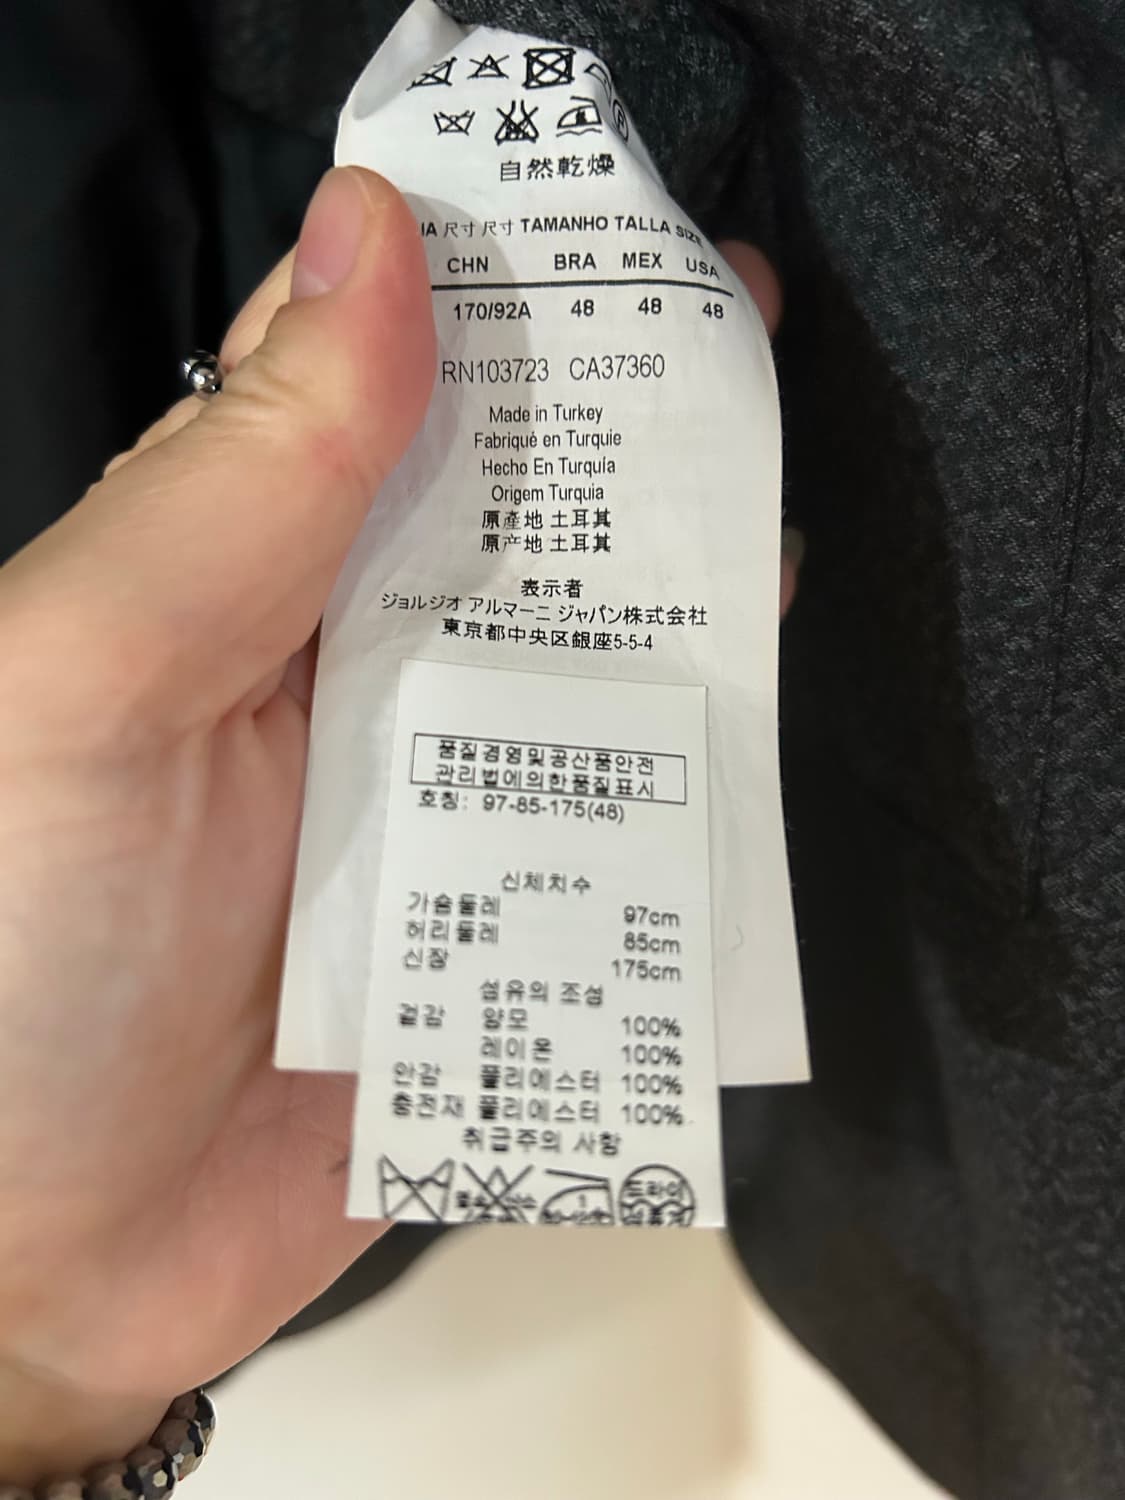 自然乾燥
IA 尺寸 尺寸 TAMANHO TALLA SIZE
CHN BRA MEX USA
170/92A 48 48 48
RN103723 CA37360
Made in Turkey
Fabriqué en Turquie
Hecho En Turquía
Origem Turquia
原產地 土耳其
原产地 土耳其
表示者
ジョルジオ アルマーニ ジャパン株式会社
東京都中央区銀座5-5-4
품질경영및공산품안전
관리법에의한품질표시
호칭: 97-85-175(48)
신체치수
가슴둘레 97cm
허리둘레 85cm
신장 175cm
섬유의 조성
겉감 양모 100%
레이온 100%
안감 폴리에스터 100%
충전재 폴리에스터 100%
취급주의 사항
드라이